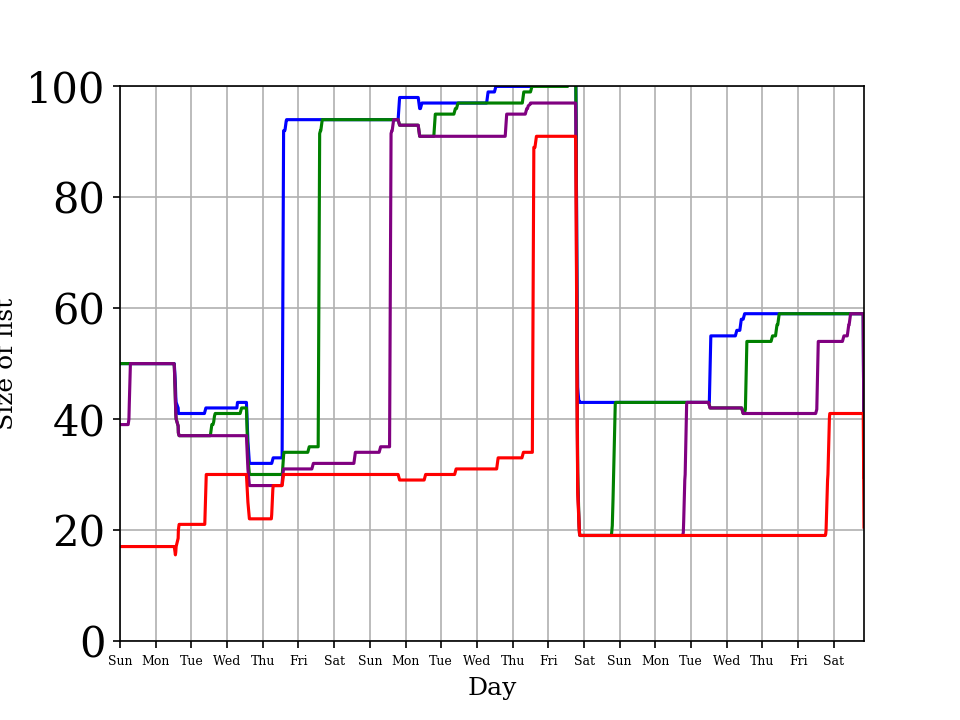 100
80
60
40
20
0
Size of list
Sun Mon Tue Wed Thu Fri Sat Sun Mon Tue Wed Thu Fri Sat Sun Mon Tue Wed Thu Fri Sat
Day